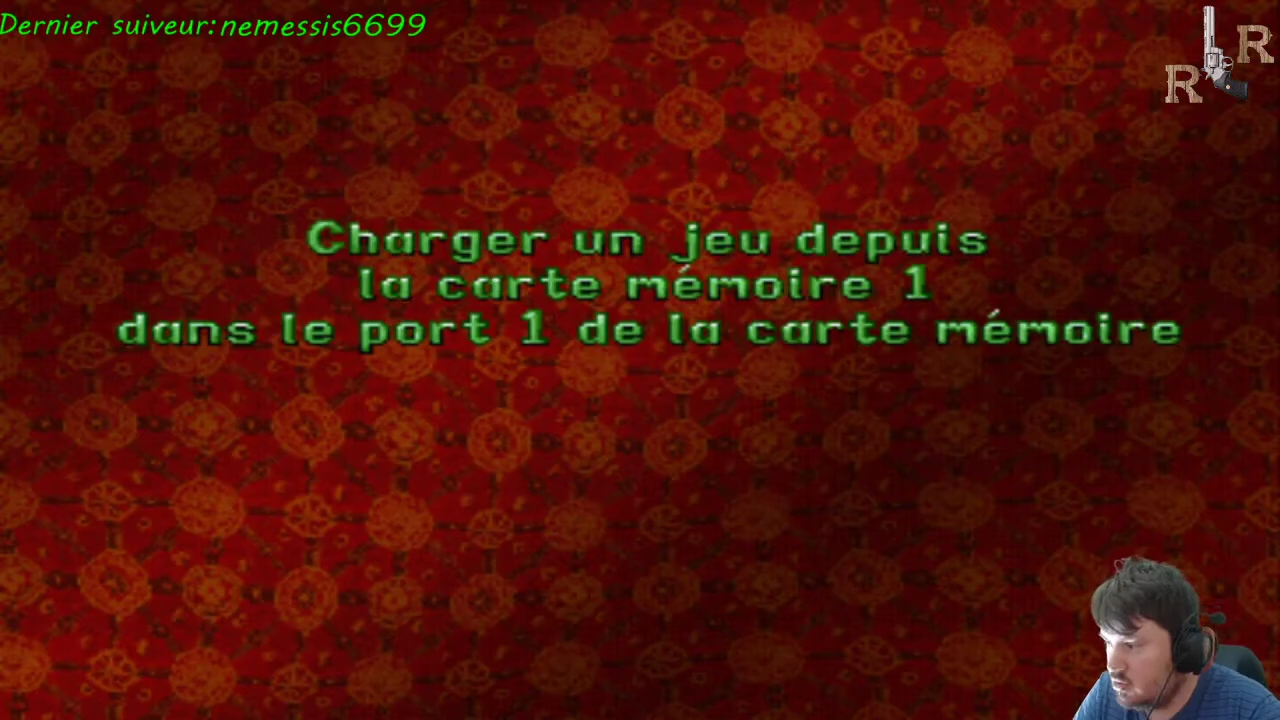 Dernier suiveur:nemessis6699
R R
Charger un jeu depuis
la carte mémoire 1
dans le port 1 de la carte mémoire